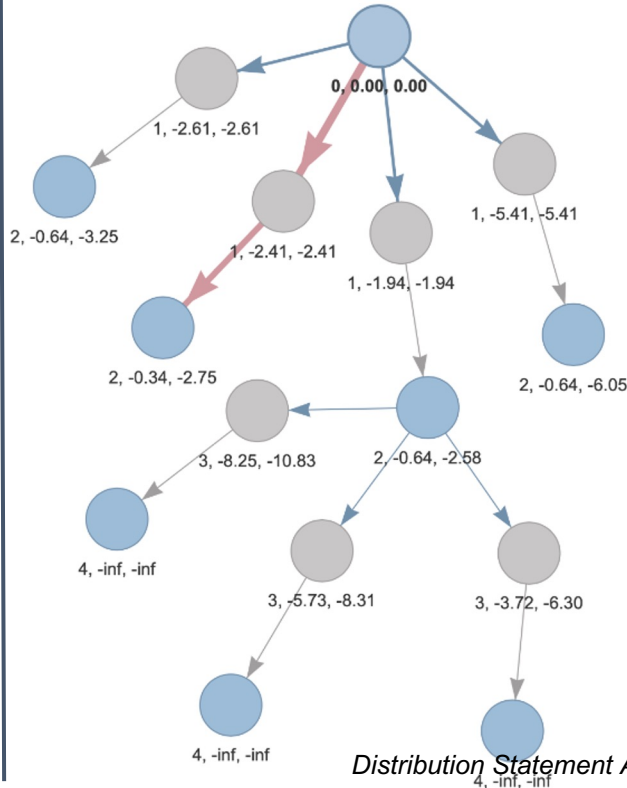 0, 0.00, 0.00
1, -2.61, -2.61
1, -5.41, -5.41
2, -0.64, -3.25
1, -2.41, -2.41
1, -1.94, -1.94
2, -0.34, -2.75
2, -0.64, -6.05
3, -8.25, -10.83
2, -0.64, -2.58
4, -inf, -inf
3, -5.73, -8.31
3, -3.72, -6.30
4, -inf, -inf
Distribution Statement A
4, -inf, -inf